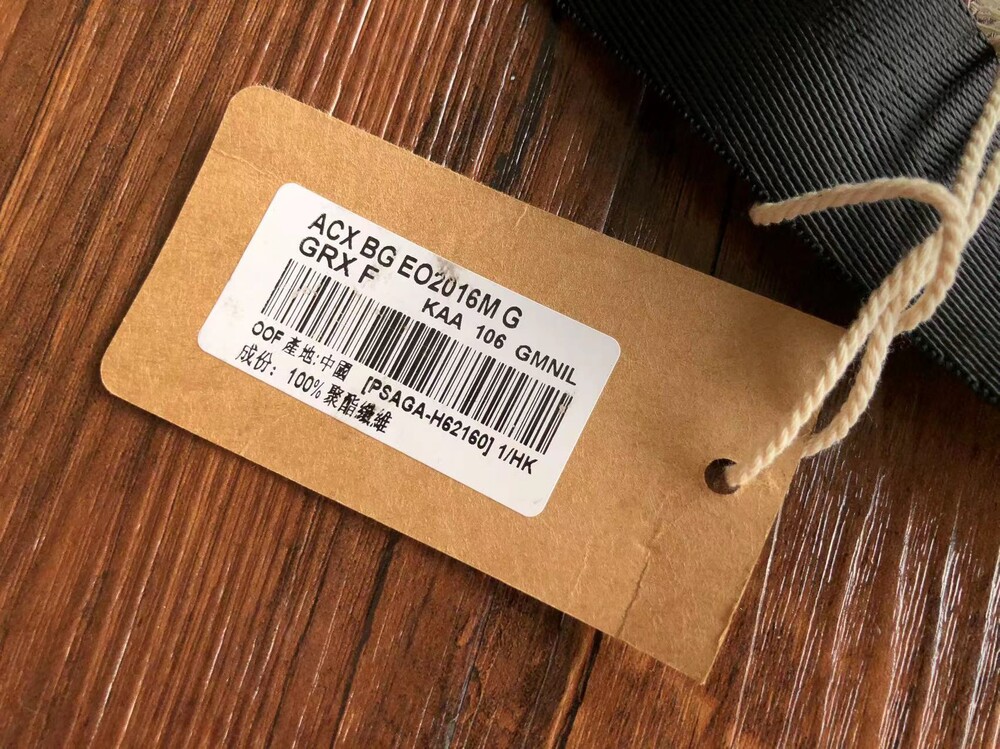 ACX BG EO2016M G
GRX F
KAA 106 GMNIL
OOF 產地:中國 [PSAGA-H62160] 1/HK
成份: 100% 聚酯纖維